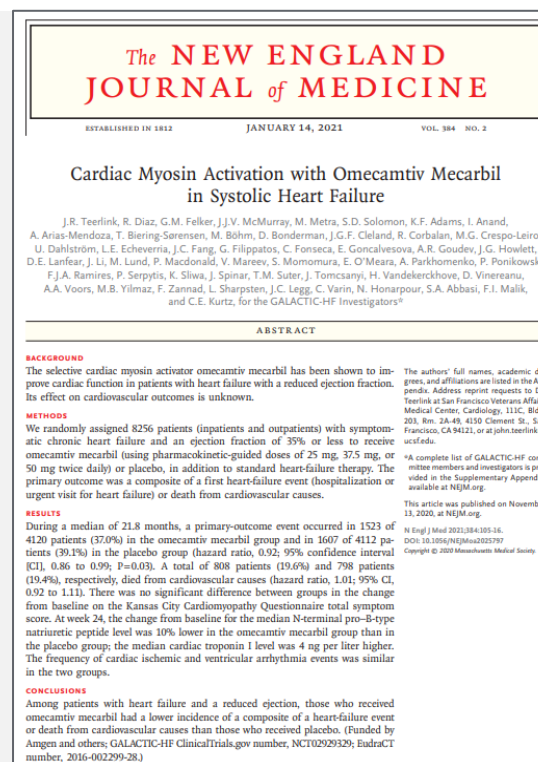 The NEW ENGLAND
JOURNAL of MEDICINE
ESTABLISHED IN 1812
JANUARY 14, 2021
VOL. 384 NO. 2
Cardiac Myosin Activation with Omecamtiv Mecarbil
in Systolic Heart Failure
J.R. Teerlink, R. Diaz, G.M. Felker, J.J.V. McMurray, M. Metra, S.D. Solomon, K.F. Adams, I. Anand,
A. Arias-Mendoza, T. Biering-Sørensen, M. Böhm, D. Bonderman, J.G.F. Cleland, R. Corbalan, M.G. Crespo-Leiro
U. Dahlström, L.E. Echeverria, J.C. Fang, G. Filippatos, C. Fonseca, E. Goncalvesova, A.R. Goudev, J.G. Howlett,
D.E. Lanfear, J. Li, M. Lund, P. Macdonald, V. Mareev, S. Momomura, E. O'Meara, A. Parkhomenko, P. Ponikowsk
F.J.A. Ramires, P. Serpytis, K. Sliwa, J. Spinar, T.M. Suter, J. Tomcsanyi, H. Vandekerckhove, D. Vinereanu,
A.A. Voors, M.B. Yilmaz, F. Zannad, L. Sharpsten, J.C. Legg, C. Varin, N. Honarpour, S.A. Abbasi, F.I. Malik,
and C.E. Kurtz, for the GALACTIC-HF Investigators*
ABSTRACT
BACKGROUND
The selective cardiac myosin activator omecamtiv mecarbil has been shown to im-
prove cardiac function in patients with heart failure with a reduced ejection fraction.
Its effect on cardiovascular outcomes is unknown.
METHODS
We randomly assigned 8256 patients (inpatients and outpatients) with symptom-
atic chronic heart failure and an ejection fraction of 35% or less to receive
omecamtiv mecarbil (using pharmacokinetic-guided doses of 25 mg, 37.5 mg, or
50 mg twice daily) or placebo, in addition to standard heart-failure therapy. The
primary outcome was a composite of a first heart-failure event (hospitalization or
urgent visit for heart failure) or death from cardiovascular causes.
RESULTS
During a median of 21.8 months, a primary-outcome event occurred in 1523 of
4120 patients (37.0%) in the omecamtiv mecarbil group and in 1607 of 4112 pa-
tients (39.1%) in the placebo group (hazard ratio, 0.92; 95% confidence interval
[CI], 0.86 to 0.99; P=0.03). A total of 808 patients (19.6%) and 798 patients
(19.4%), respectively, died from cardiovascular causes (hazard ratio, 1.01; 95% CI,
0.92 to 1.11). There was no significant difference between groups in the change
from baseline on the Kansas City Cardiomyopathy Questionnaire total symptom
score. At week 24, the change from baseline for the median N-terminal pro–B-type
natriuretic peptide level was 10% lower in the omecamtiv mecarbil group than in
the placebo group; the median cardiac troponin I level was 4 ng per liter higher.
The frequency of cardiac ischemic and ventricular arrhythmia events was similar
in the two groups.
CONCLUSIONS
Among patients with heart failure and a reduced ejection, those who received
omecamtiv mecarbil had a lower incidence of a composite of a heart-failure event
or death from cardiovascular causes than those who received placebo. (Funded by
Amgen and others; GALACTIC-HF ClinicalTrials.gov number, NCT02929329; EudraCT
number, 2016-002299-28.)
The authors' full names, academic d
grees, and affiliations are listed in the A
pendix. Address reprint requests to D
Teerlink at San Francisco Veterans Affai
Medical Center, Cardiology, 111C, Bld
203, Rm. 2A-49, 4150 Clement St., Sa
Francisco, CA 94121, or at john.teerlink
ucsf.edu.
*A complete list of GALACTIC-HF co
mittee members and investigators is p
vided in the Supplementary Append
available at NEJM.org.
This article was published on Novemb
13, 2020, at NEJM.org.
N Engl J Med 2021;384:105-16.
DOI: 10.1056/NEJMoa2025797
Copyright © 2020 Massachusetts Medical Society.